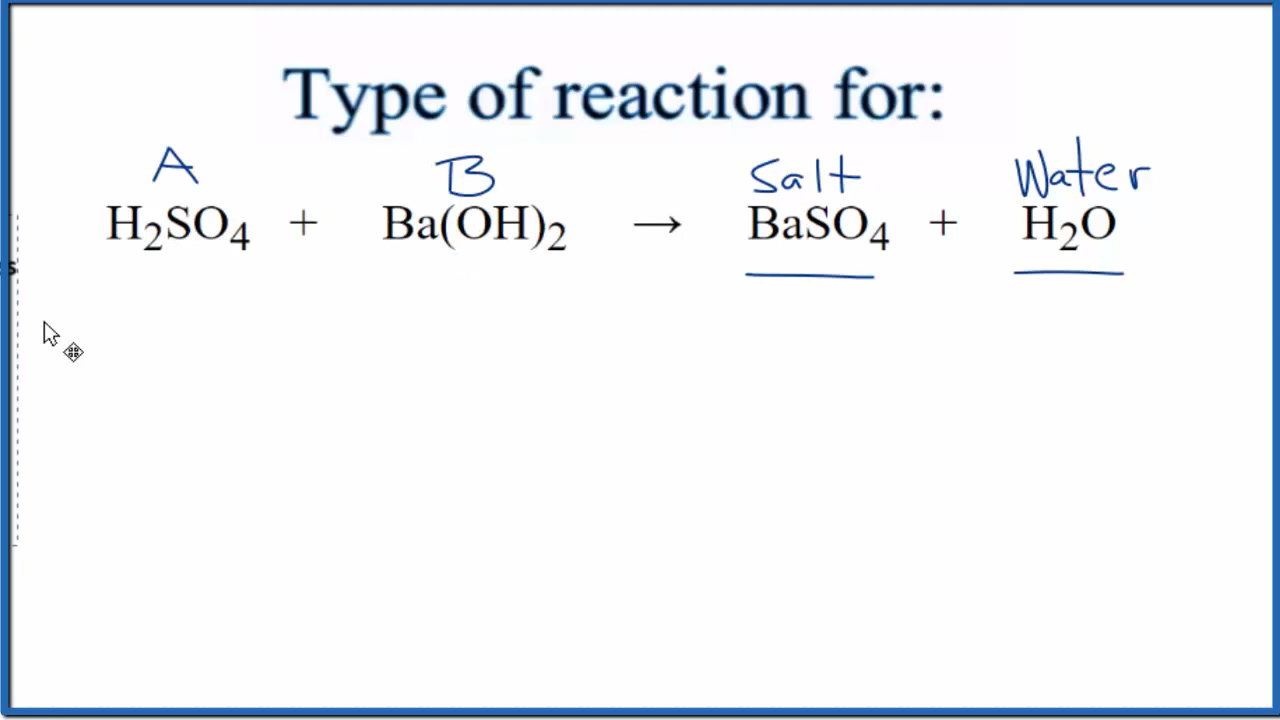 Type of reaction for:
A B Salt Water
H₂SO₄ + Ba(OH)₂ → BaSO₄ + H₂O
s